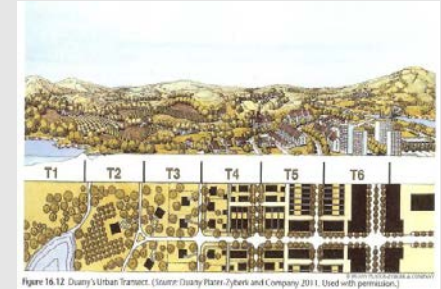 T1 T2 T3 T4 T5 T6
Figure 16.12 Duany's Urban Transect. (Source: Duany Plater-Zyberk and Company 2011. Used with permission.)